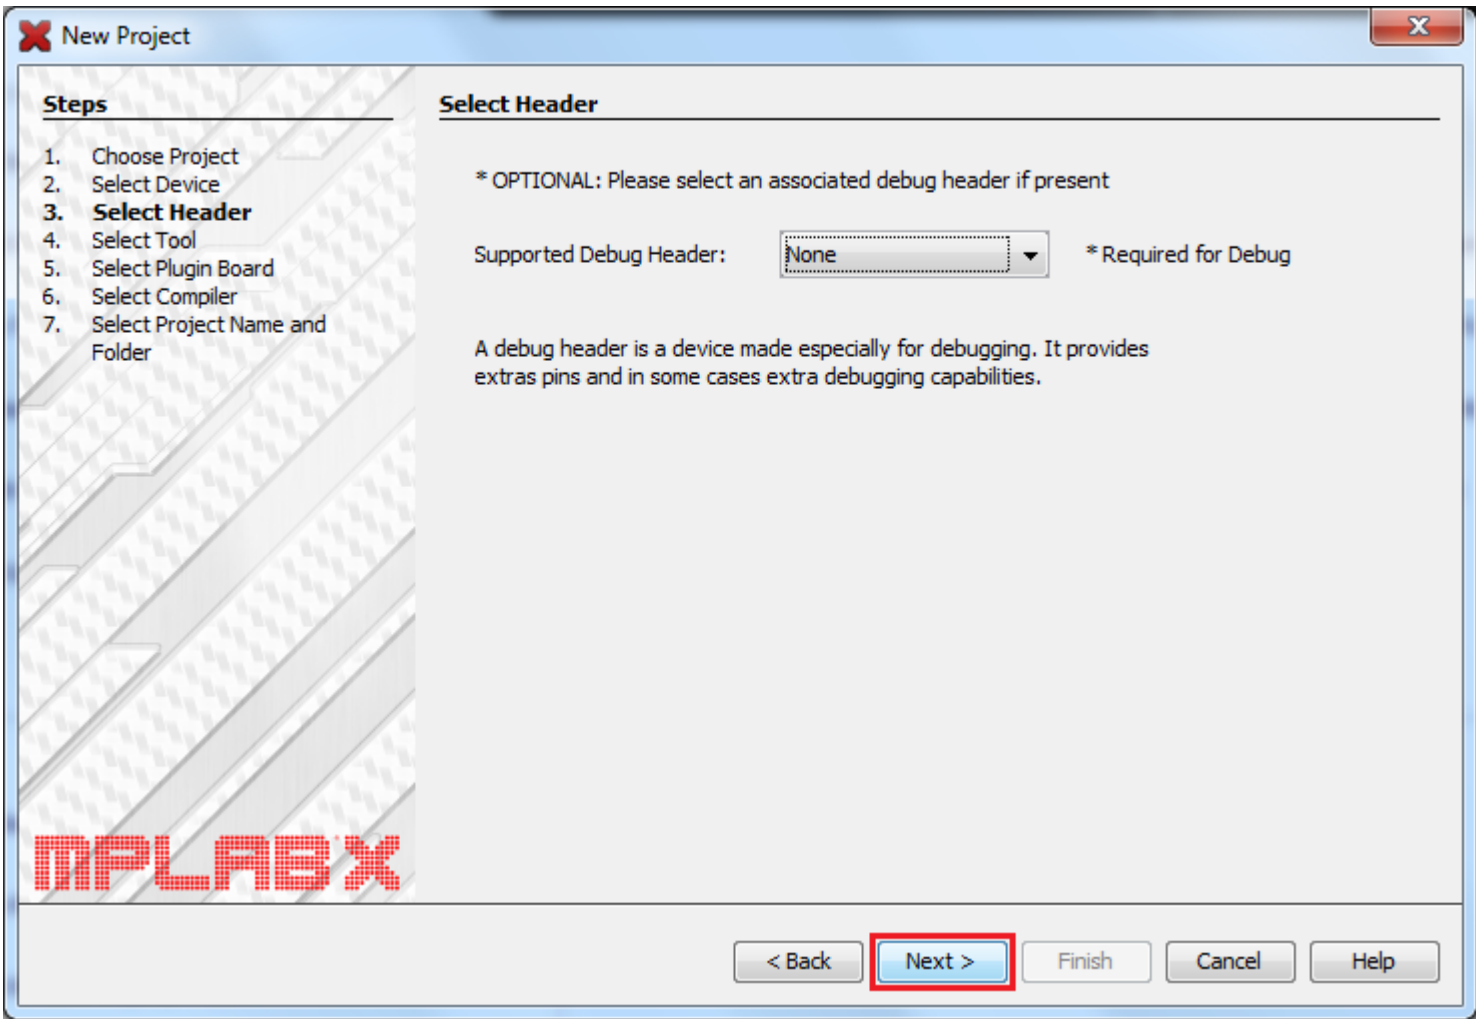 New Project
Steps
1. Choose Project
2. Select Device
3. Select Header
4. Select Tool
5. Select Plugin Board
6. Select Compiler
7. Select Project Name and
Folder
MPLAB X
Select Header
* OPTIONAL: Please select an associated debug header if present
Supported Debug Header: None * Required for Debug
A debug header is a device made especially for debugging. It provides
extras pins and in some cases extra debugging capabilities.
< Back Next > Finish Cancel Help